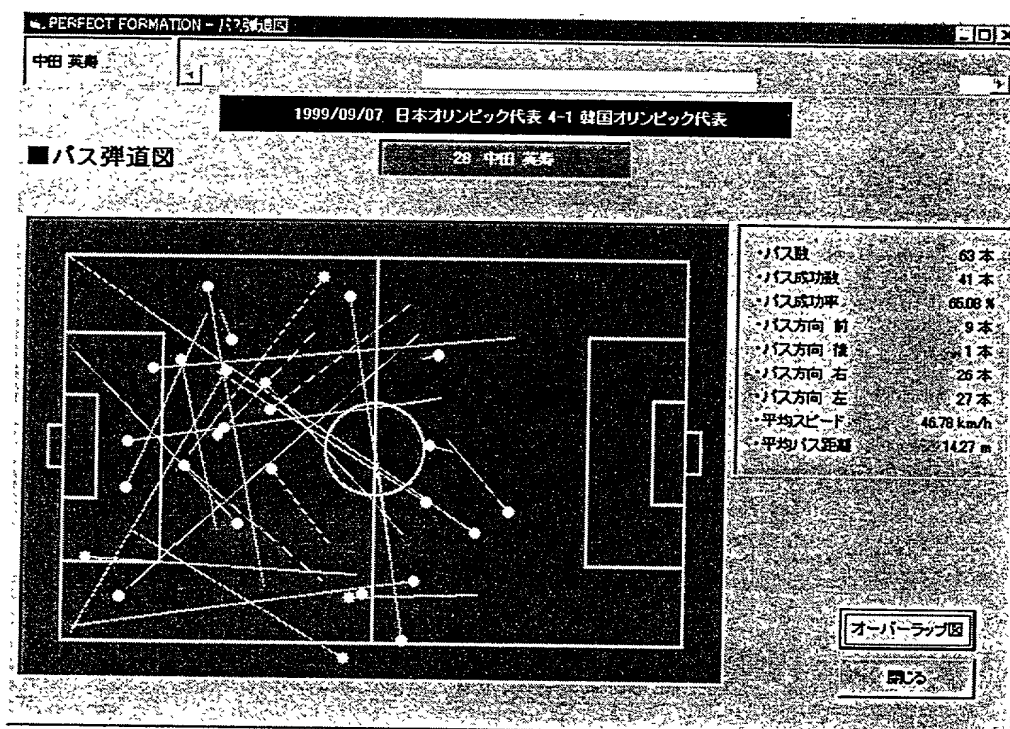 PERFECT FORMATION - パス弾道図
中田 英寿
1999/09/07 日本オリンピック代表 4-1 韓国オリンピック代表
■パス弾道図
28 中田 英寿
・パス数 63 本
・パス成功数 41 本
・パス成功率 65.08 %
・パス方向 前 9 本
・パス方向 後 1 本
・パス方向 右 26 本
・パス方向 左 27 本
・平均スピード 46.78 km/h
・平均パス距離 14.27 m
オーバーラップ図
閉じる